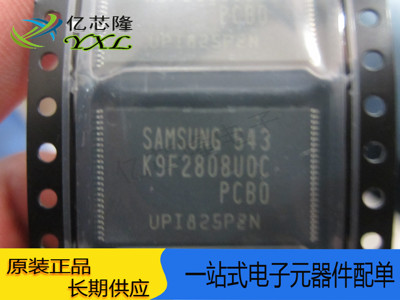 亿芯隆
YXL
SAMSUNG 543
K9F2808U0C
PCB0
UPI825P2N
原装正品
长期供应
一站式电子元器件配单